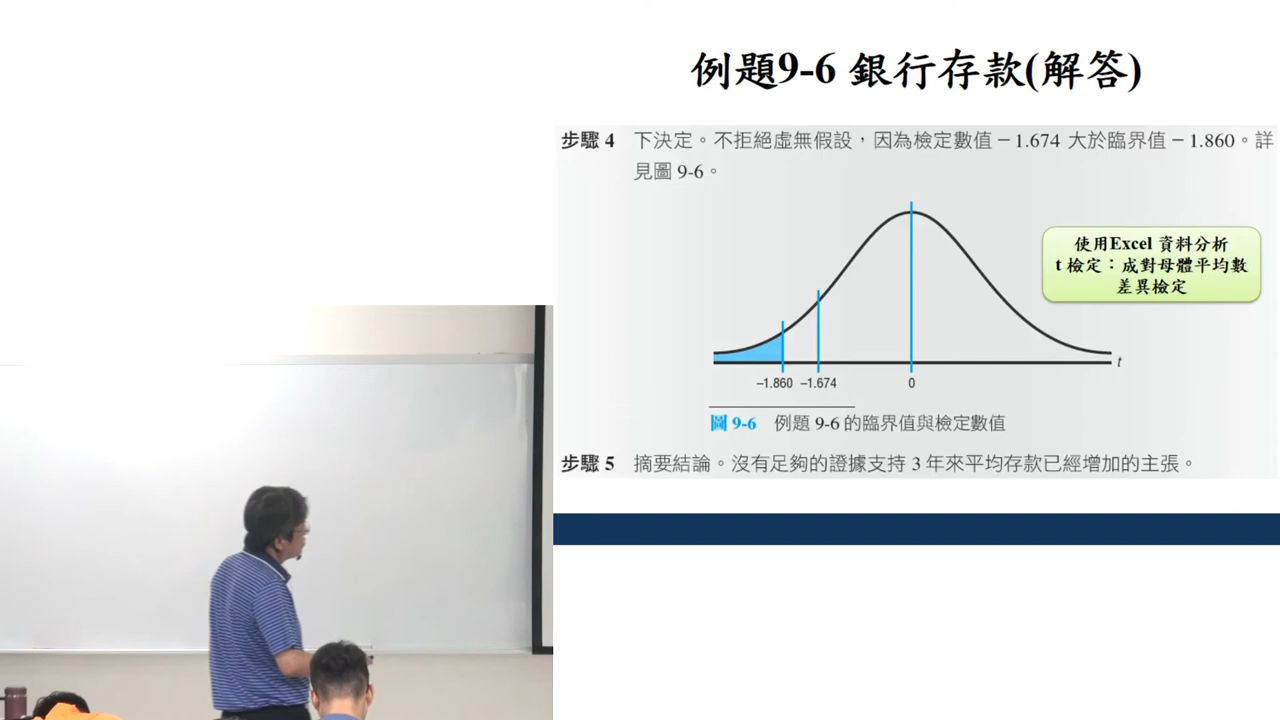 例題9-6 銀行存款(解答)
步驟 4 下決定。不拒絕虛無假設，因為檢定數值－1.674 大於臨界值－1.860。詳
見圖 9-6。
使用Excel 資料分析
t 檢定：成對母體平均數
差異檢定
t
–1.860 –1.674 0
圖 9-6 例題 9-6 的臨界值與檢定數值
步驟 5 摘要結論。沒有足夠的證據支持 3 年來平均存款已經增加的主張。